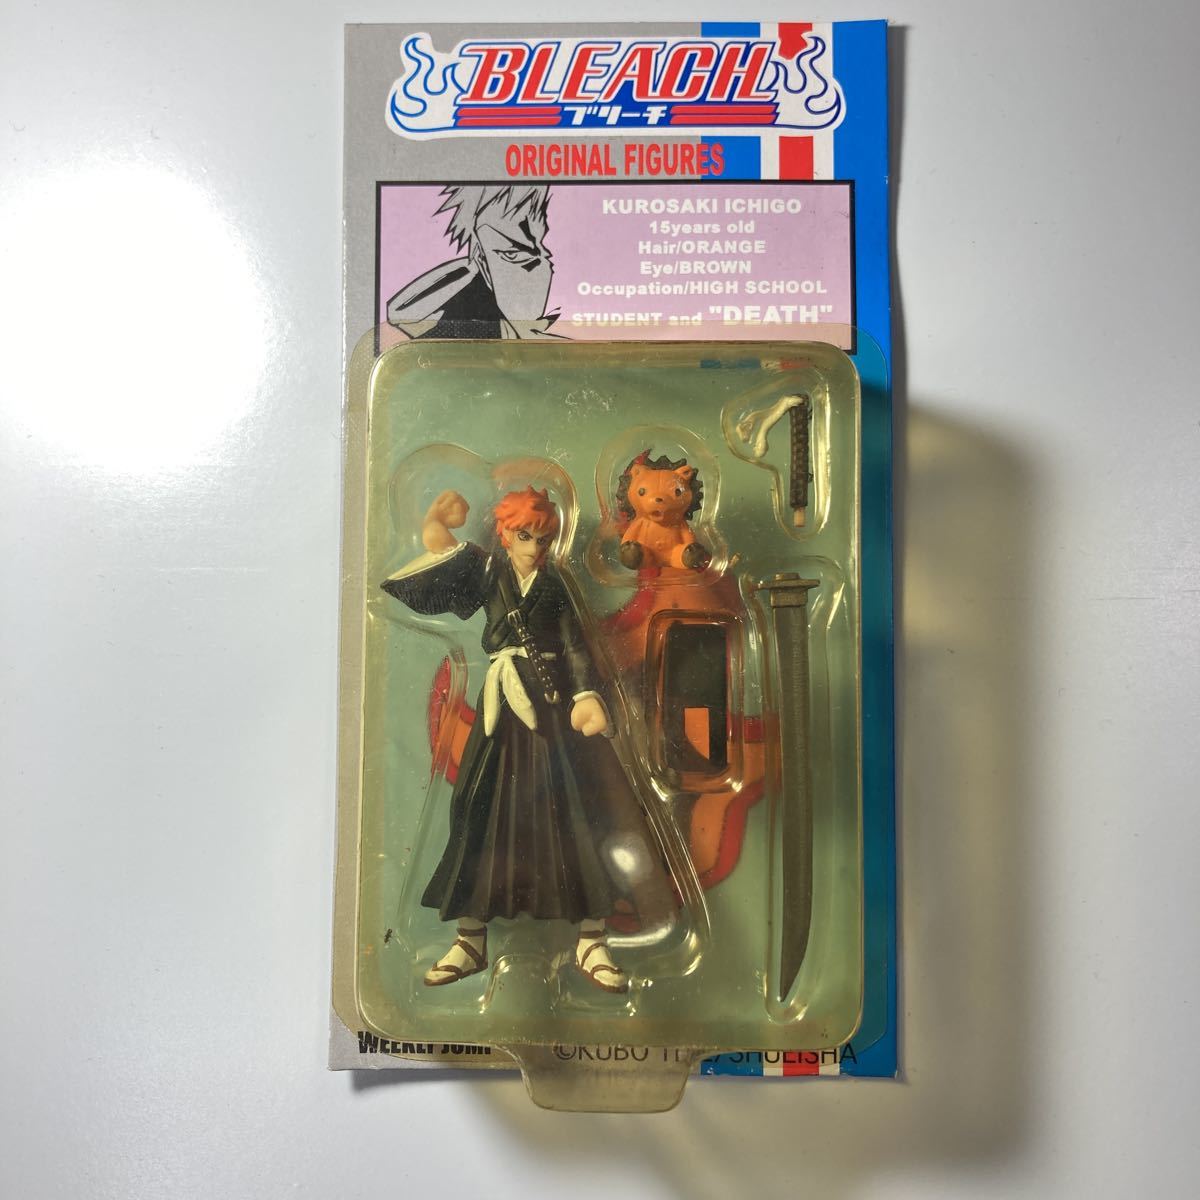 BLEACH
ブリーチ
ORIGINAL FIGURES
KUROSAKI ICHIGO
15years old
Hair/ORANGE
Eye/BROWN
Occupation/HIGH SCHOOL
STUDENT and "DEATH"
WEEKLY JUMP
©KUBO TITE/SHUEISHA